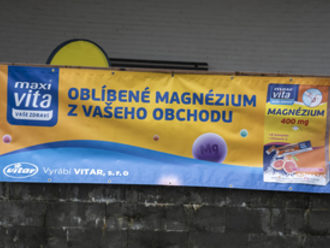 maxi
vita
VAŠE ZDRAVÍ
OBLÍBENÉ MAGNÉZIUM
Z VAŠEHO OBCHODU
Mg
vitar
Vyrábí VITAR, s.r.o
maxi
vita
MAGNÉZIUM
400 mg